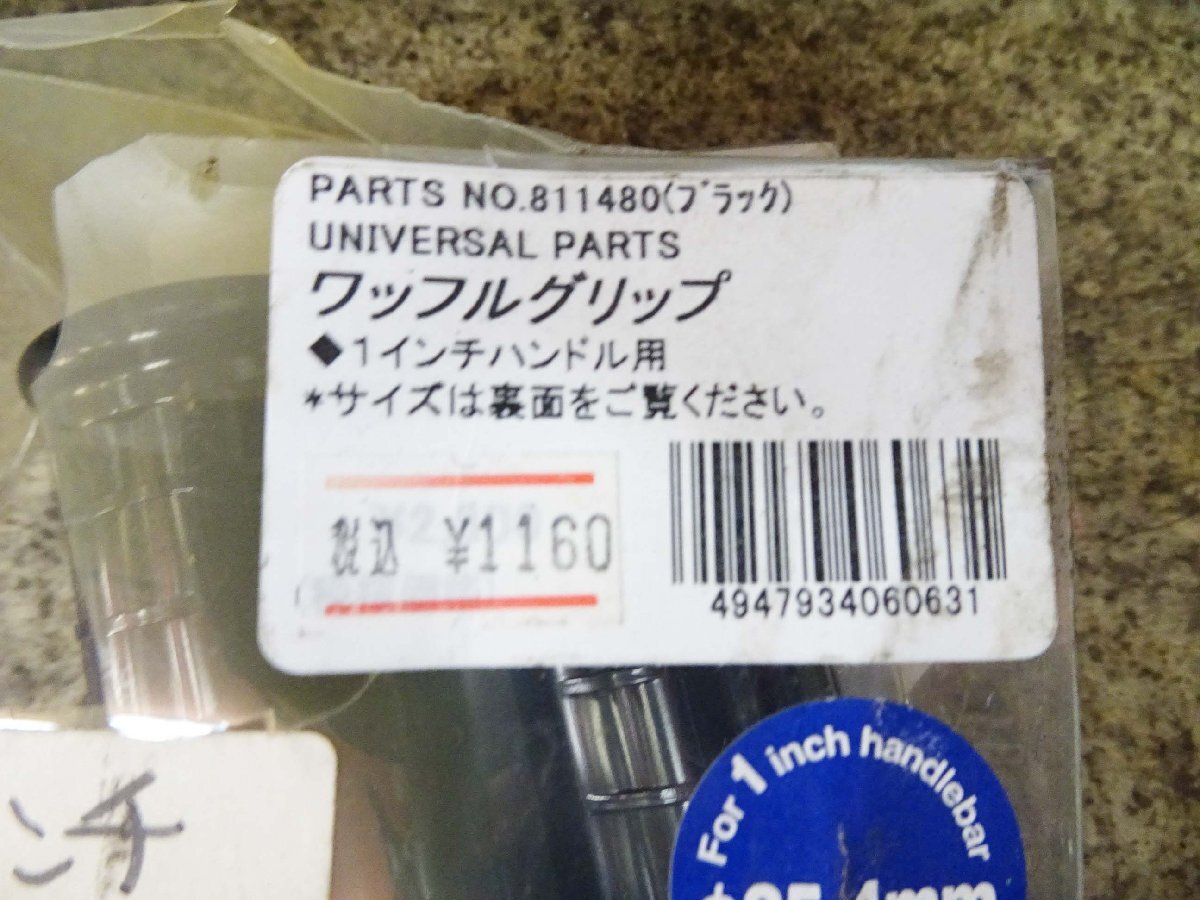 PARTS NO.811480(ブラック)
UNIVERSAL PARTS
ワッフルグリップ
◆1インチハンドル用
*サイズは裏面をご覧ください。
税込 ¥1160
4947934060631
For 1 inch handlebar
ンチ